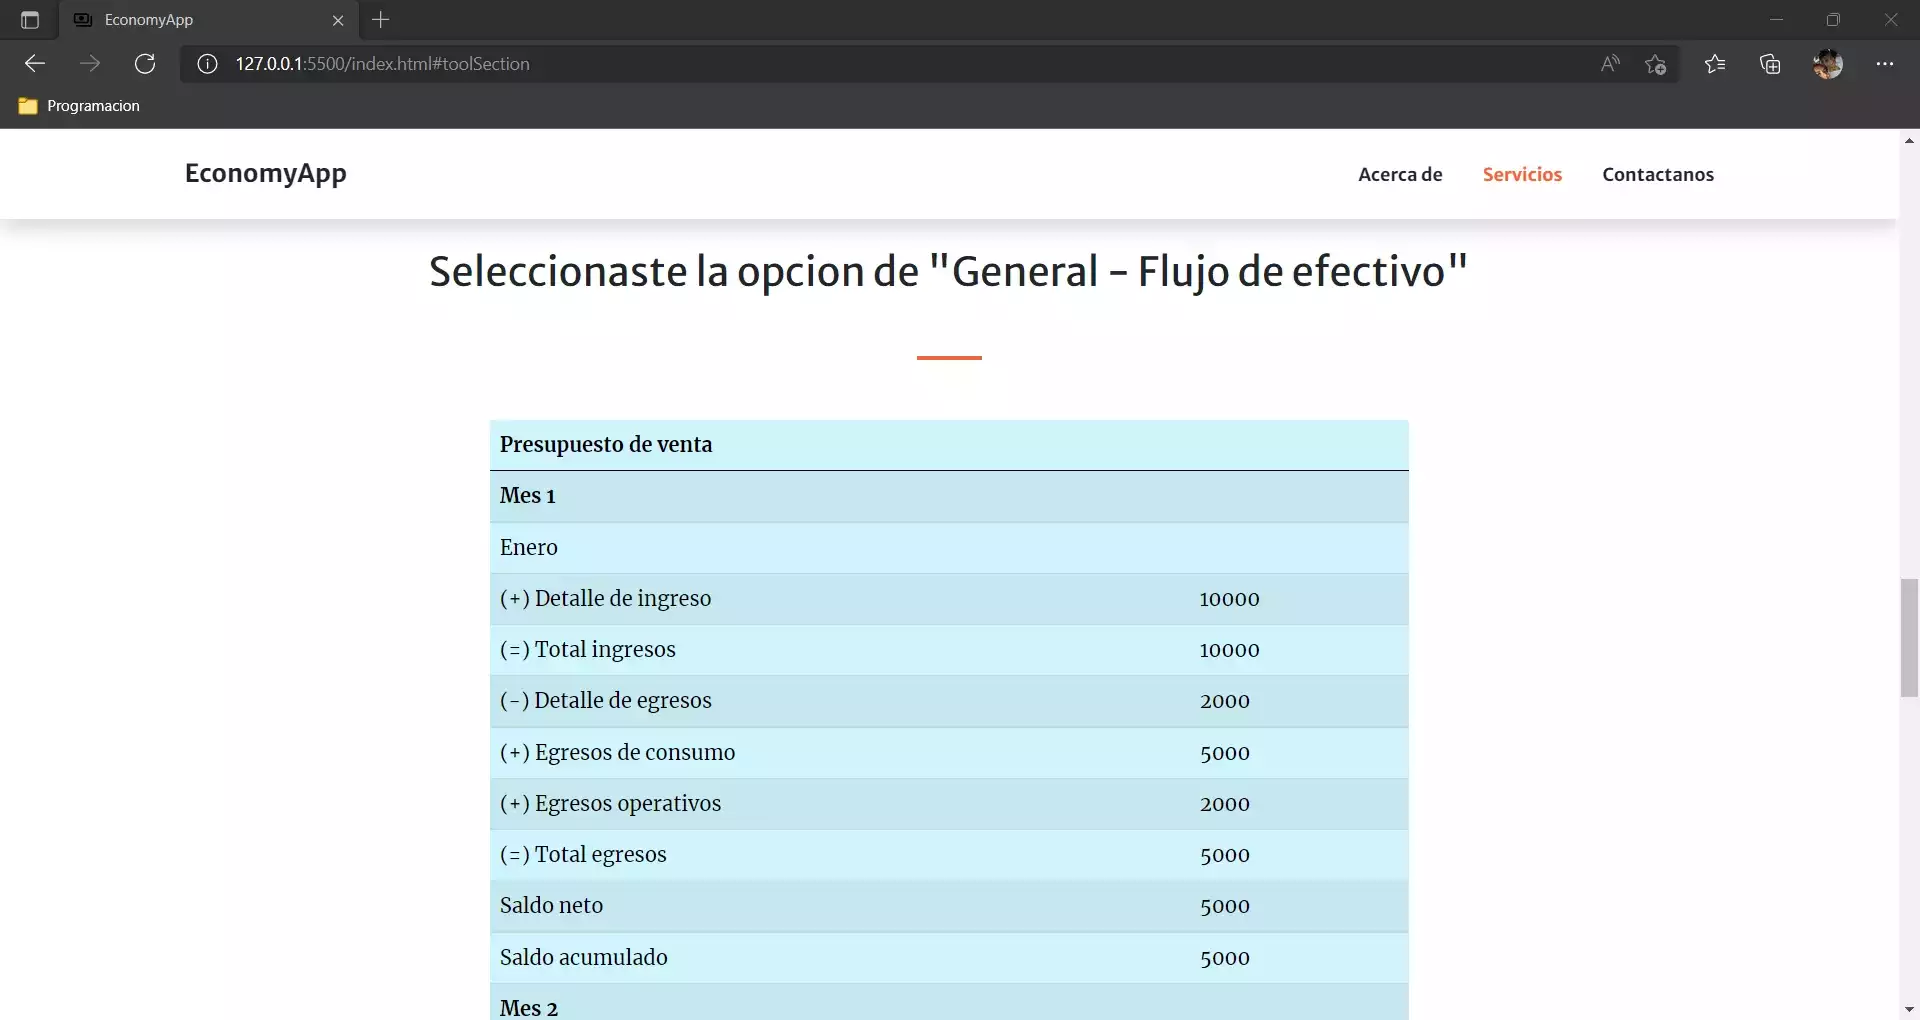 EconomyApp
127.0.0.1:5500/index.html#toolSection
Programacion
EconomyApp
Acerca de
Servicios
Contactanos
Seleccionaste la opcion de "General - Flujo de efectivo"
Presupuesto de venta
Mes 1
Enero
(+) Detalle de ingreso 10000
(=) Total ingresos 10000
(-) Detalle de egresos 2000
(+) Egresos de consumo 5000
(+) Egresos operativos 2000
(=) Total egresos 5000
Saldo neto 5000
Saldo acumulado 5000
Mes 2